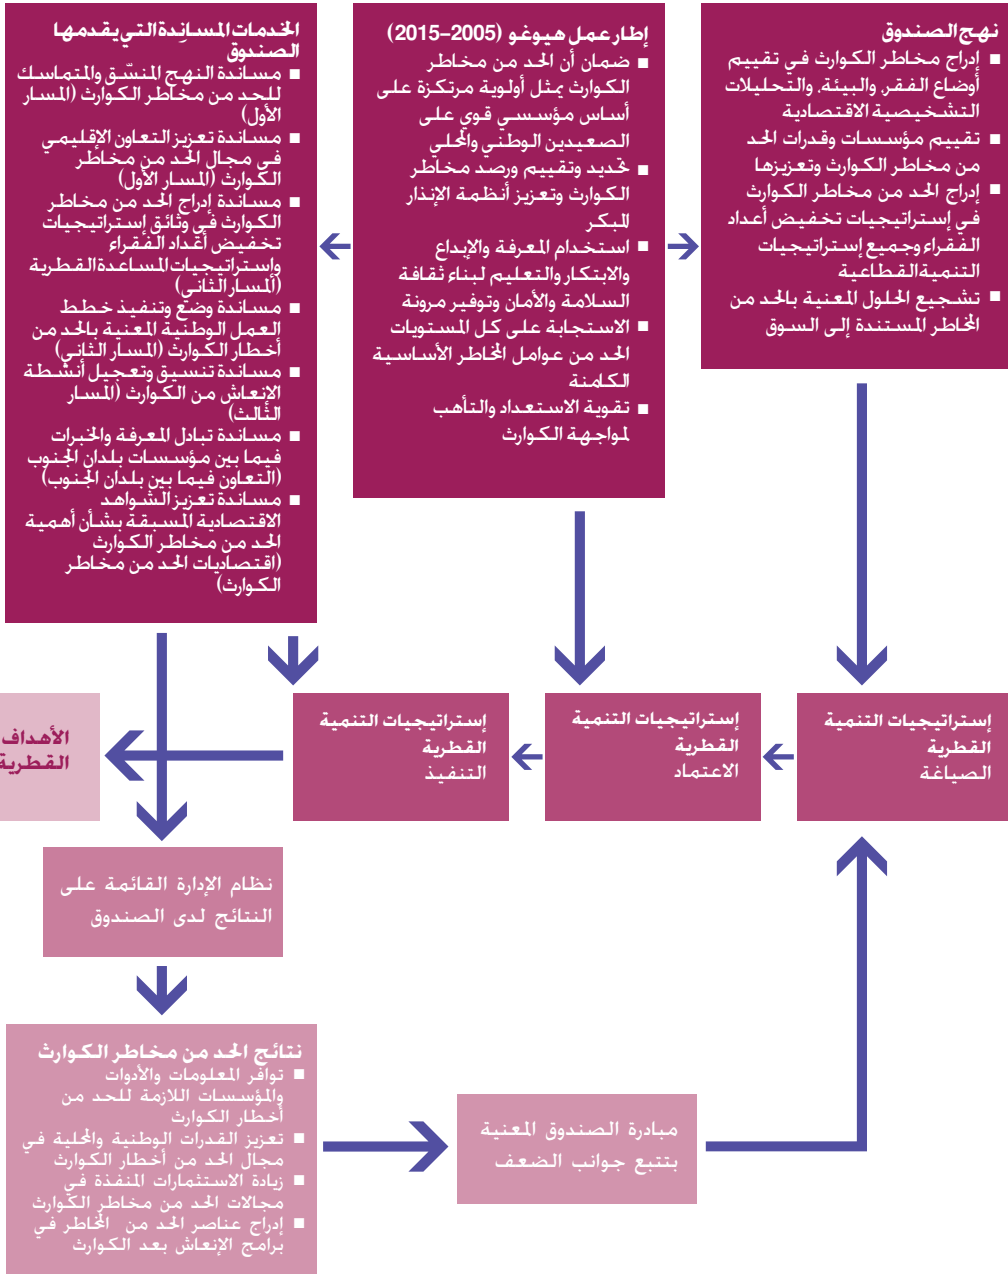 نهج الصندوق
■ إدراج مخاطر الكوارث في تقييم
أوضاع الفقر، والبيئة، والتحليلات
التشخيصية الاقتصادية
■ تقييم مؤسسات وقدرات الحد
من مخاطر الكوارث وتعزيزها
■ إدراج الحد من مخاطر الكوارث
في إستراتيجيات تخفيض أعداد
الفقراء وجميع إستراتيجيات
التنمية القطاعية
■ تشجيع الحلول المعنية بالحد من
المخاطر المستندة إلى السوق
إطار عمل هيوغو (2005–2015)
■ ضمان أن الحد من مخاطر
الكوارث يمثل أولوية مرتكزة على
أساس مؤسسي قوي على
الصعيدين الوطني والمحلي
■ تحديد وتقييم ورصد مخاطر
الكوارث وتعزيز أنظمة الإنذار
المبكر
■ استخدام المعرفة والإبداع
والابتكار والتعليم لبناء ثقافة
السلامة والأمان وتوفير مرونة
■ الاستجابة على كل المستويات
الحد من عوامل المخاطر الأساسية
الكامنة
■ تقوية الاستعداد والتأهب
لمواجهة الكوارث
الخدمات المساندة التي يقدمها
الصندوق
■ مساندة النهج المنسّق والمتماسك
للحد من مخاطر الكوارث (المسار
الأول)
■ مساندة تعزيز التعاون الإقليمي
في مجال الحد من مخاطر
الكوارث (المسار الأول)
■ مساندة إدراج الحد من مخاطر
الكوارث في وثائق إستراتيجيات
تخفيض أعداد الفقراء
وإستراتيجيات المساعدة القطرية
(المسار الثاني)
■ مساندة وضع وتنفيذ خطط
العمل الوطنية المعنية بالحد من
أخطار الكوارث (المسار الثاني)
■ مساندة تنسيق وتعجيل أنشطة
الإنعاش من الكوارث (المسار
الثالث)
■ مساندة تبادل المعرفة والخبرات
فيما بين مؤسسات بلدان الجنوب
(التعاون فيما بين بلدان الجنوب)
■ مساندة تعزيز الشواهد
الاقتصادية المسبقة بشأن أهمية
الحد من مخاطر الكوارث
(اقتصاديات الحد من مخاطر
الكوارث)
إستراتيجيات التنمية
القطرية
الصياغة
إستراتيجيات التنمية
القطرية
الاعتماد
إستراتيجيات التنمية
القطرية
التنفيذ
الأهداف
القطرية
نظام الإدارة القائمة على
النتائج لدى الصندوق
نتائج الحد من مخاطر الكوارث
■ توافر المعلومات والأدوات
والمؤسسات اللازمة للحد من
أخطار الكوارث
■ تعزيز القدرات الوطنية والمحلية في
مجال الحد من أخطار الكوارث
■ زيادة الاستثمارات المنفذة في
مجالات الحد من مخاطر الكوارث
■ إدراج عناصر الحد من المخاطر في
برامج الإنعاش بعد الكوارث
مبادرة الصندوق المعنية
بتتبع جوانب الضعف